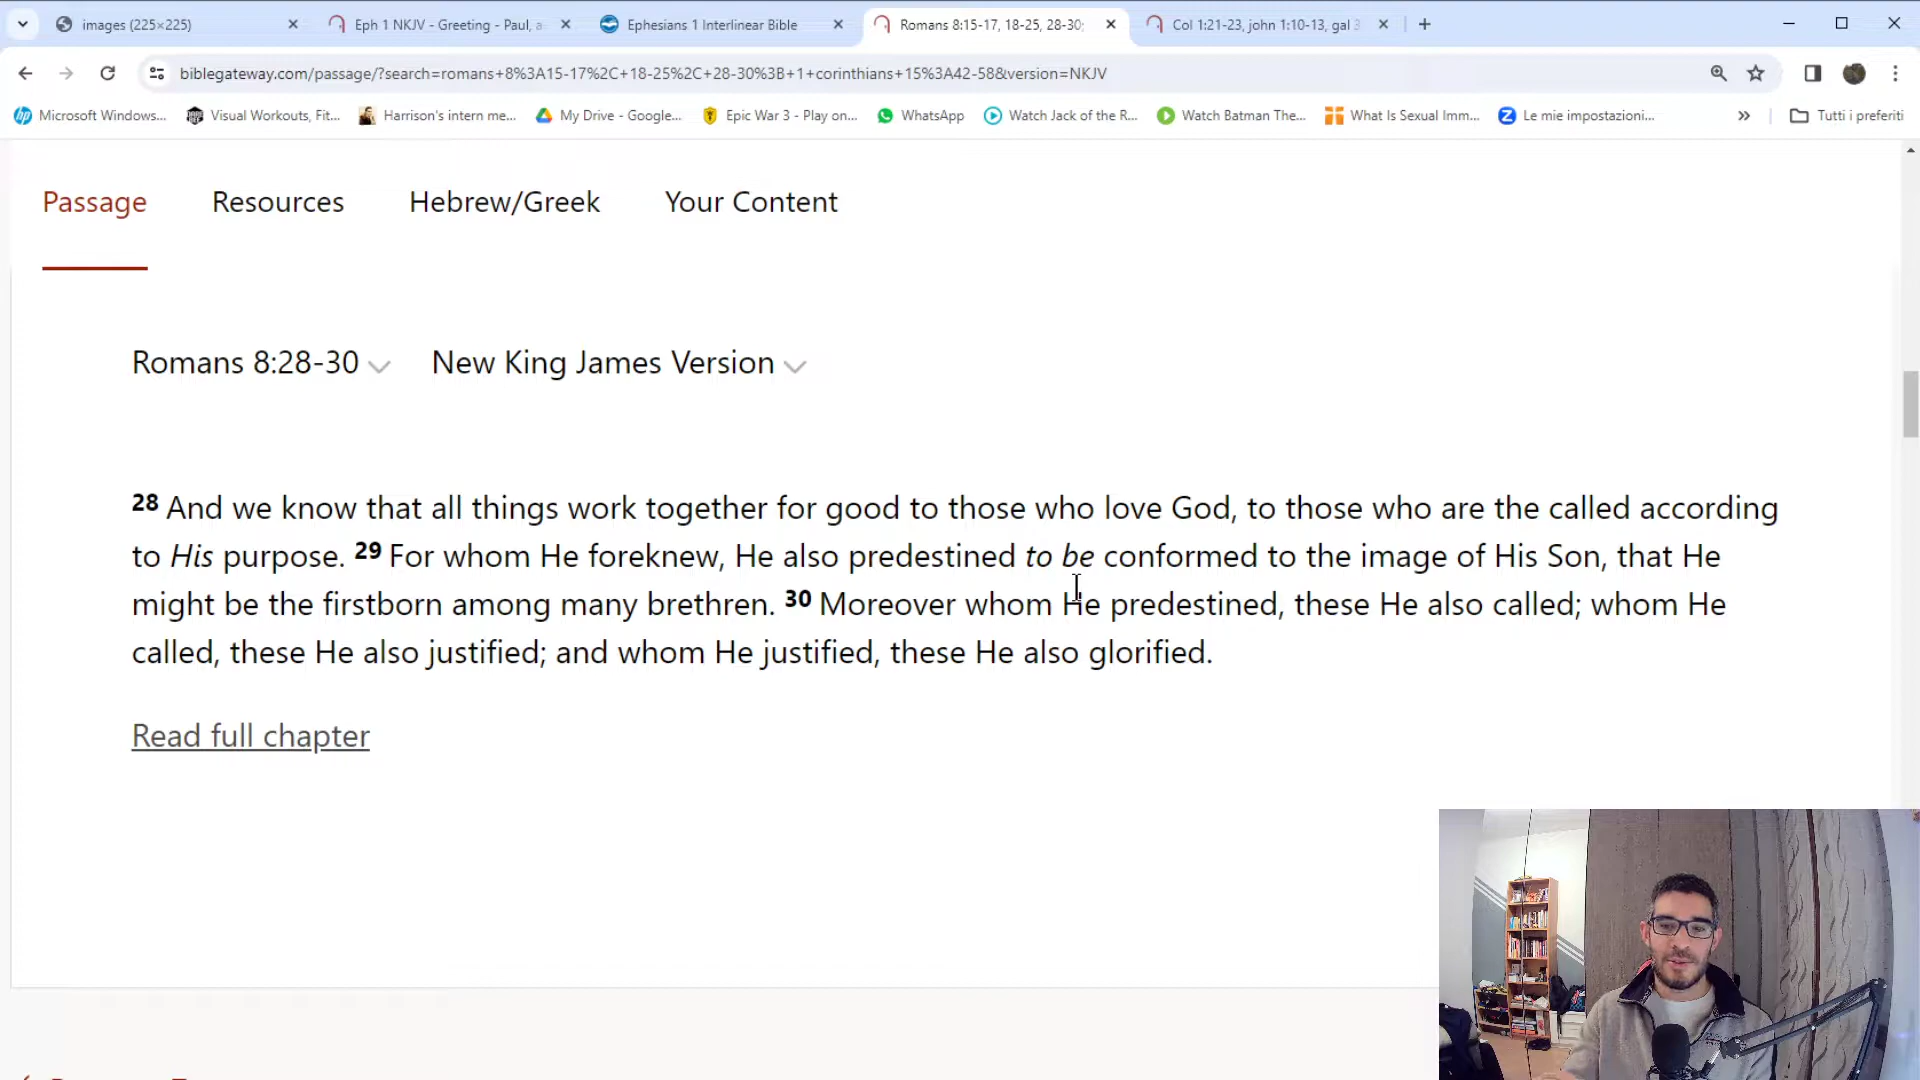 images (225×225)
Eph 1 NKJV - Greeting - Paul, a
Ephesians 1 Interlinear Bible
Romans 8:15-17, 18-25, 28-30;
Col 1:21-23, john 1:10-13, gal 3
biblegateway.com/passage/?search=romans+8%3A15-17%2C+18-25%2C+28-30%3B+1+corinthians+15%3A42-58&version=NKJV
Microsoft Windows...
Visual Workouts, Fit...
Harrison's intern me...
My Drive - Google...
Epic War 3 - Play on...
WhatsApp
Watch Jack of the R...
Watch Batman The...
What Is Sexual Imm...
Le mie impostazioni...
Tutti i preferiti
Passage
Resources
Hebrew/Greek
Your Content
Romans 8:28-30
New King James Version
28 And we know that all things work together for good to those who love God, to those who are the called according
to His purpose. 29 For whom He foreknew, He also predestined to be conformed to the image of His Son, that He
might be the firstborn among many brethren. 30 Moreover whom He predestined, these He also called; whom He
called, these He also justified; and whom He justified, these He also glorified.
Read full chapter